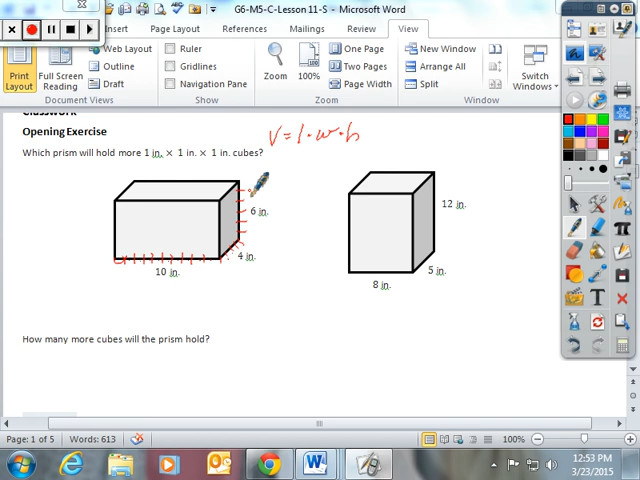 G6-M5-C-Lesson 11-S - Microsoft Word
Page Layout References Mailings Review View
Print Layout
Full Screen Reading
Web Layout
Outline
Draft
Document Views
Ruler
Gridlines
Navigation Pane
Show
Zoom
100%
One Page
Two Pages
Page Width
Zoom
New Window
Arrange All
Split
Switch Windows
Window
Classwork
Opening Exercise
V = l · w · h
Which prism will hold more 1 in. × 1 in. × 1 in. cubes?
6 in.
4 in.
10 in.
12 in.
5 in.
8 in.
How many more cubes will the prism hold?
Page: 1 of 5 Words: 613 100%
12:53 PM
3/23/2015